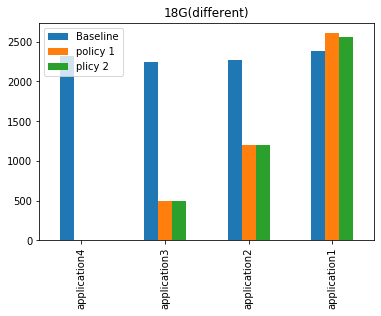 18G(different)
Baseline
policy 1
plicy 2
2500
2000
1500
1000
500
0
application4
application3
application2
application1